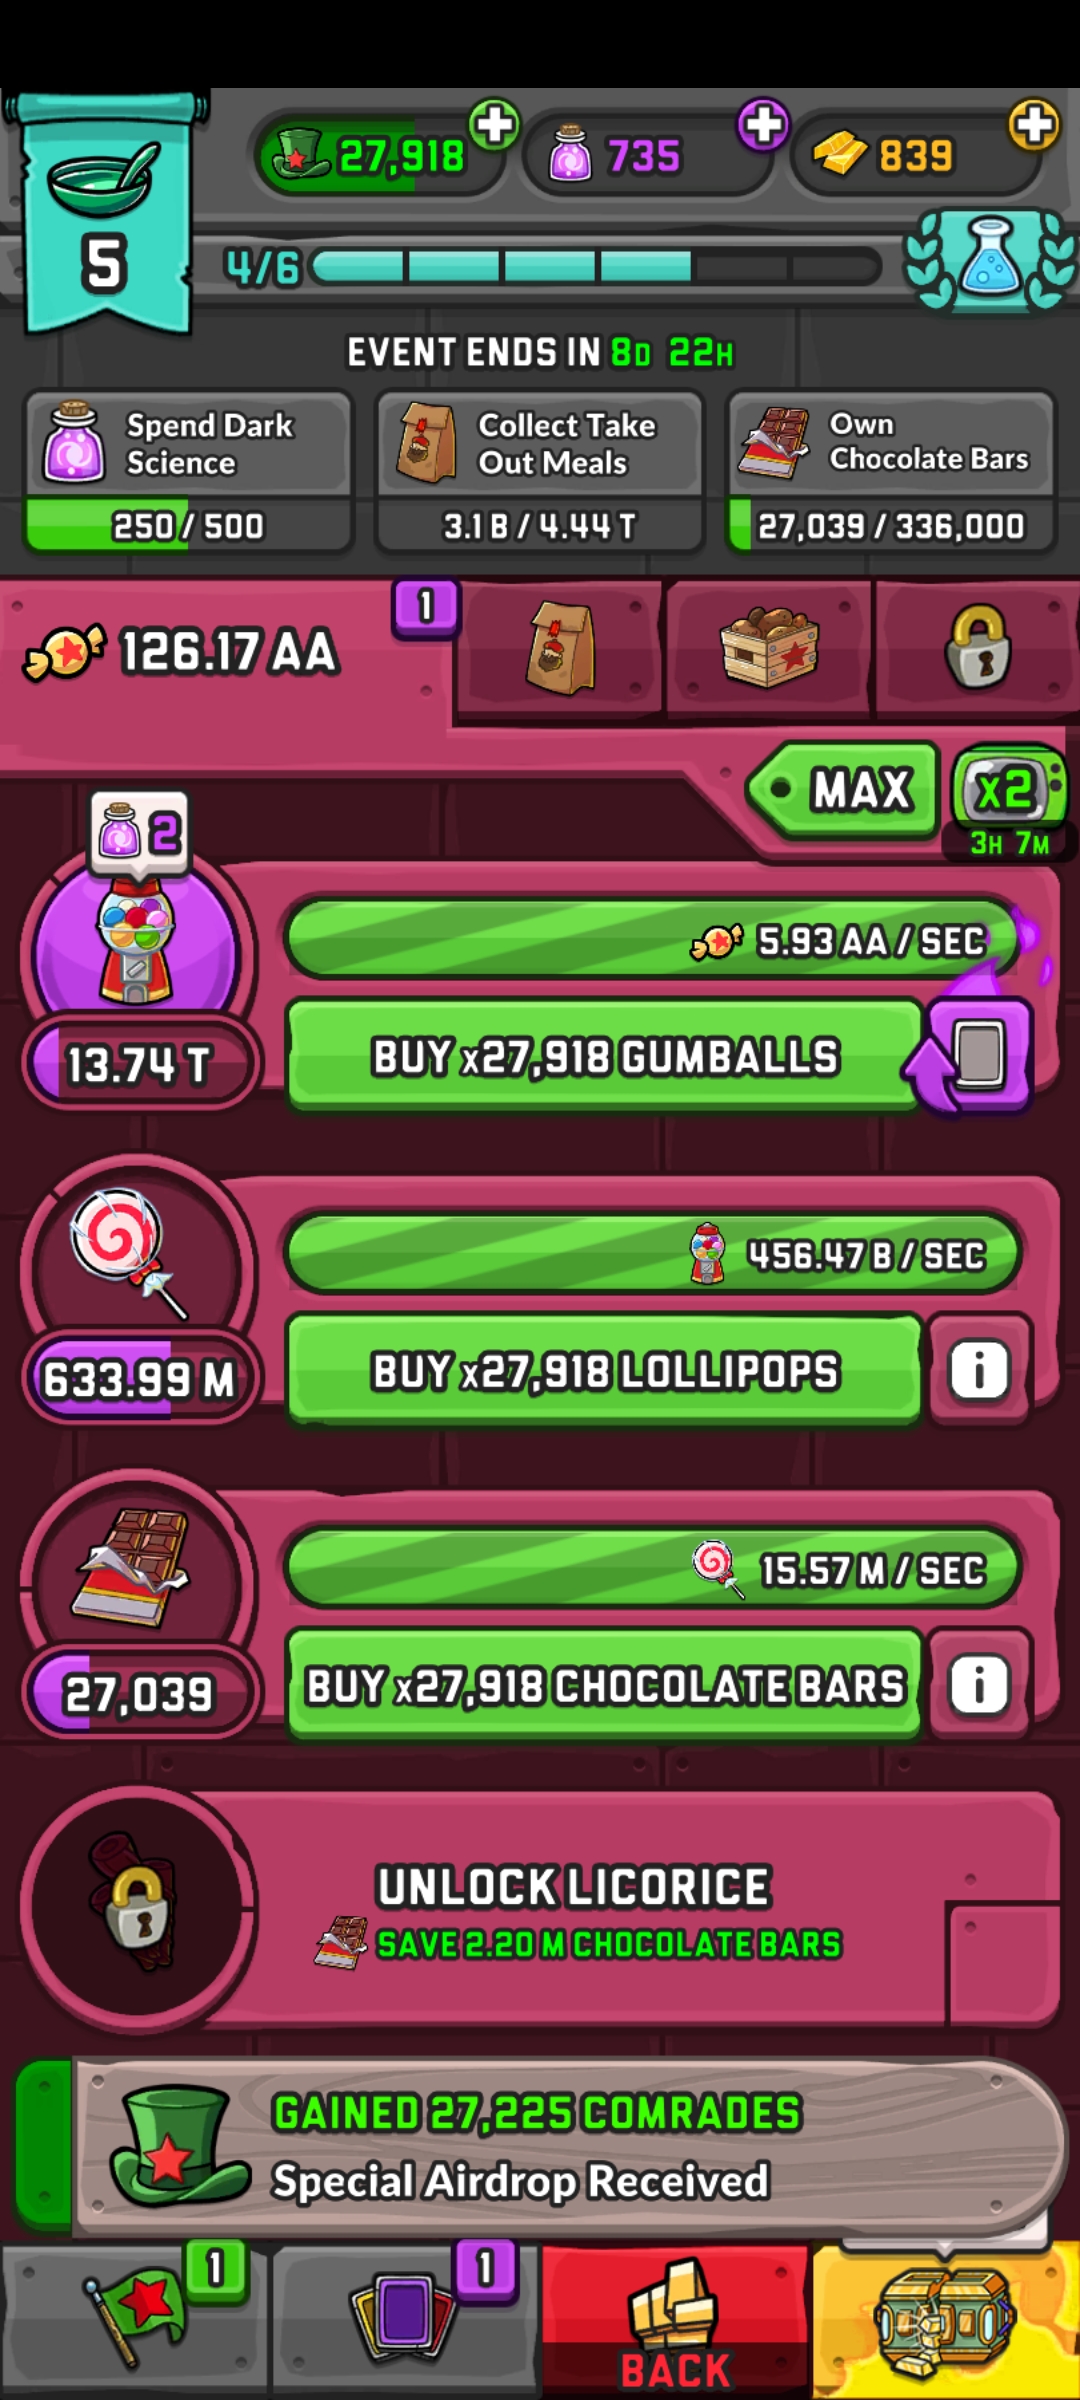 27,918
735
839
5
4/6
EVENT ENDS IN 8D 22H
Spend Dark Science
250 / 500
Collect Take Out Meals
3.1 B / 4.44 T
Own Chocolate Bars
27,039 / 336,000
126.17 AA
1
MAX
x2
3H 7M
2
5.93 AA / SEC
13.74 T
BUY x27,918 GUMBALLS
456.47 B / SEC
633.99 M
BUY x27,918 LOLLIPOPS
i
15.57 M / SEC
27,039
BUY x27,918 CHOCOLATE BARS
i
UNLOCK LICORICE
SAVE 2.20 M CHOCOLATE BARS
GAINED 27,225 COMRADES
Special Airdrop Received
1
1
BACK